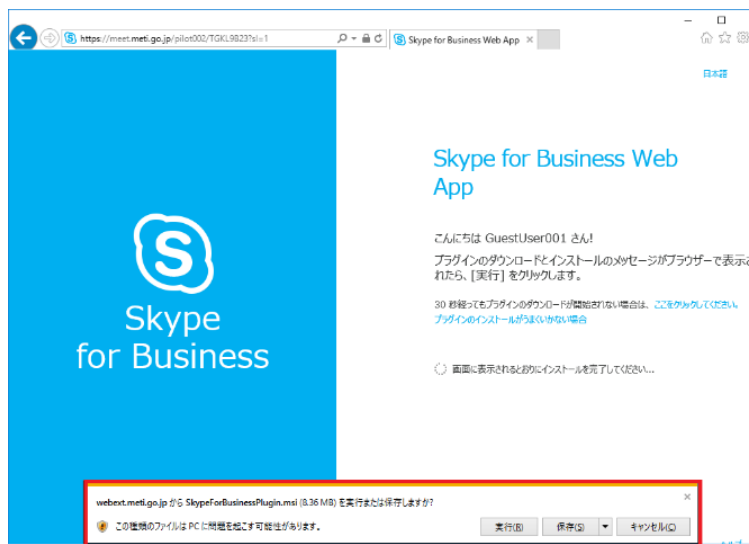 https://meet.meti.go.jp/pilot002/TGKL9B23?sl=1
Skype for Business Web App
日本語
Skype for Business Web
App
こんにちは GuestUser001 さん!
プラグインのダウンロードとインストールのメッセージがブラウザーで表示さ
れたら、[実行] をクリックします。
30 秒経ってもプラグインのダウンロードが開始されない場合は、ここをクリックしてください。
プラグインのインストールがうまくいかない場合
画面に表示されるとおりにインストールを完了してください...
Skype
for Business
webext.meti.go.jp から SkypeForBusinessPlugin.msi (8.36 MB) を実行または保存しますか?
この種類のファイルは PC に問題を起こす可能性があります。
実行(R)
保存(S)
キャンセル(C)